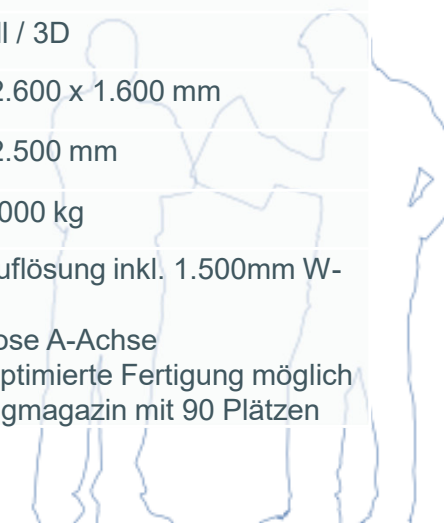 ll / 3D
2.600 x 1.600 mm
2.500 mm
000 kg
uflösung inkl. 1.500mm W-
ose A-Achse
ptimierte Fertigung möglich
gmagazin mit 90 Plätzen